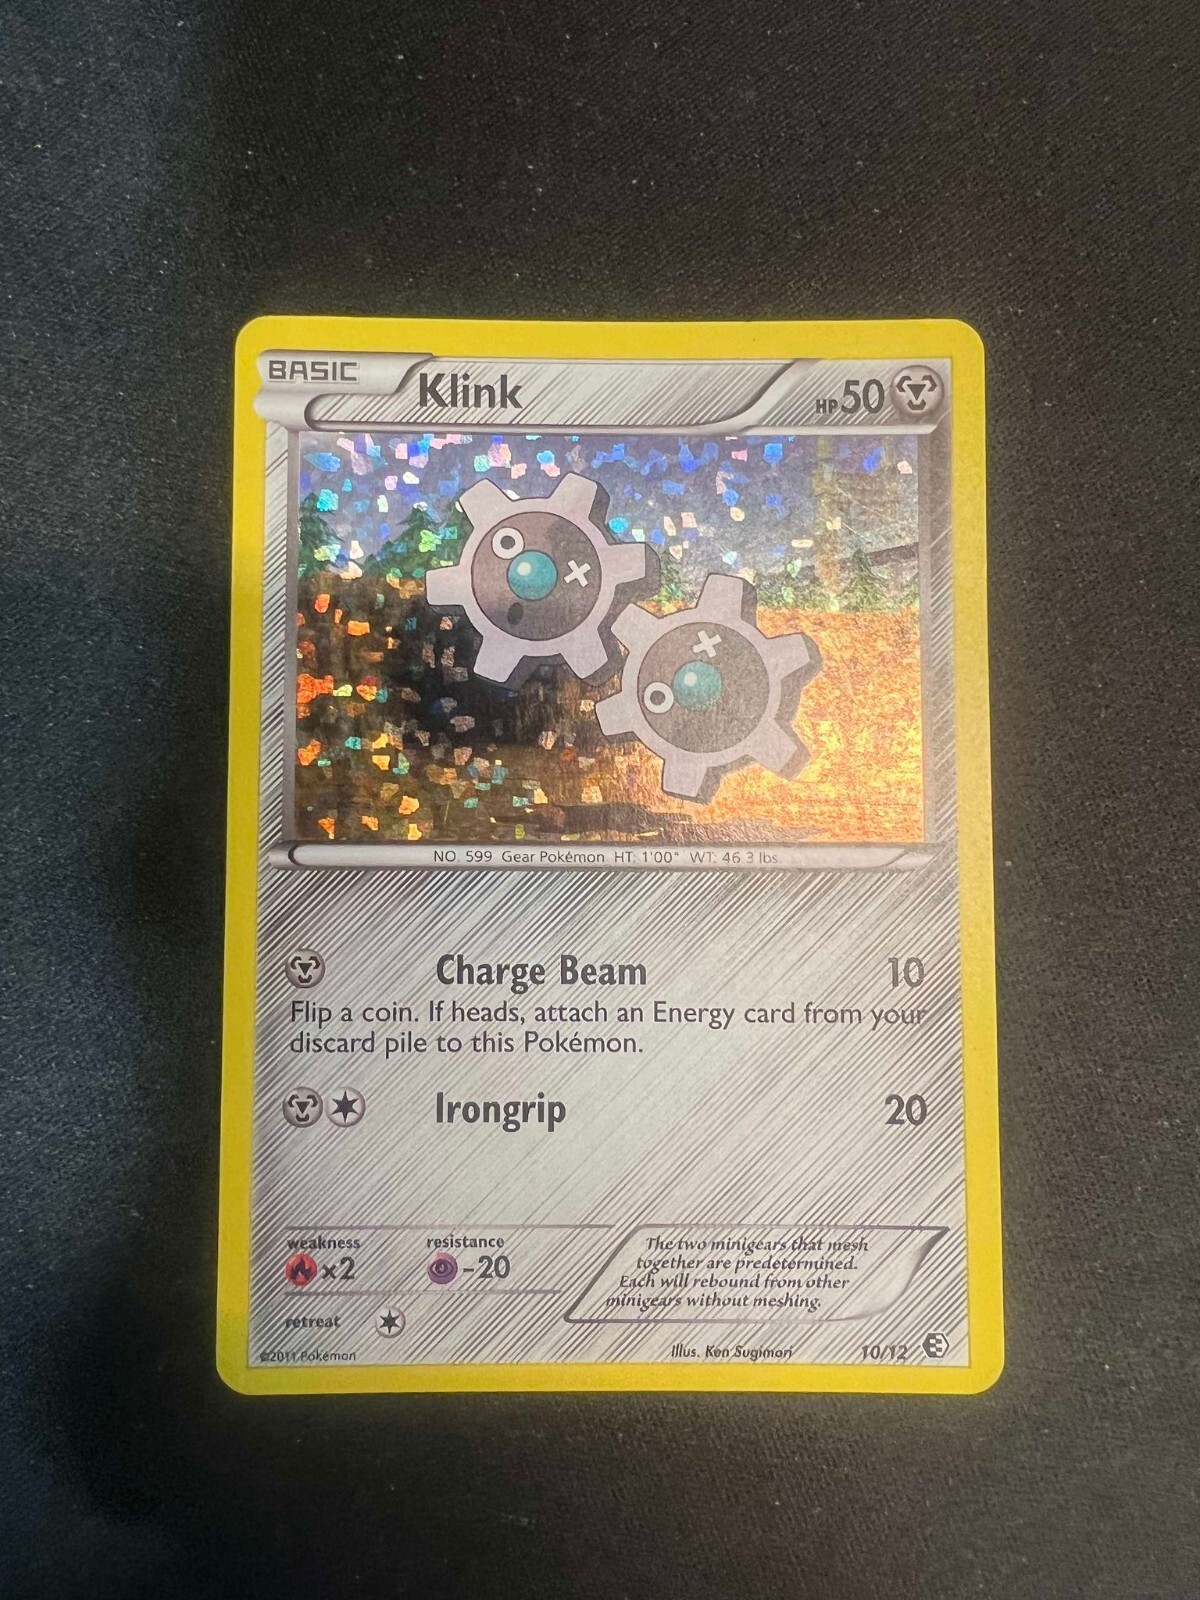 BASIC
Klink
HP50
NO. 599 Gear Pokémon HT: 1'00" WT: 46.3 lbs.
Charge Beam 10
Flip a coin. If heads, attach an Energy card from your
discard pile to this Pokémon.
Irongrip 20
weakness resistance
×2 -20
The two minigears that mesh
together are predetermined.
Each will rebound from other
minigears without meshing.
retreat
©2011 Pokémon Illus. Ken Sugimori 10/12